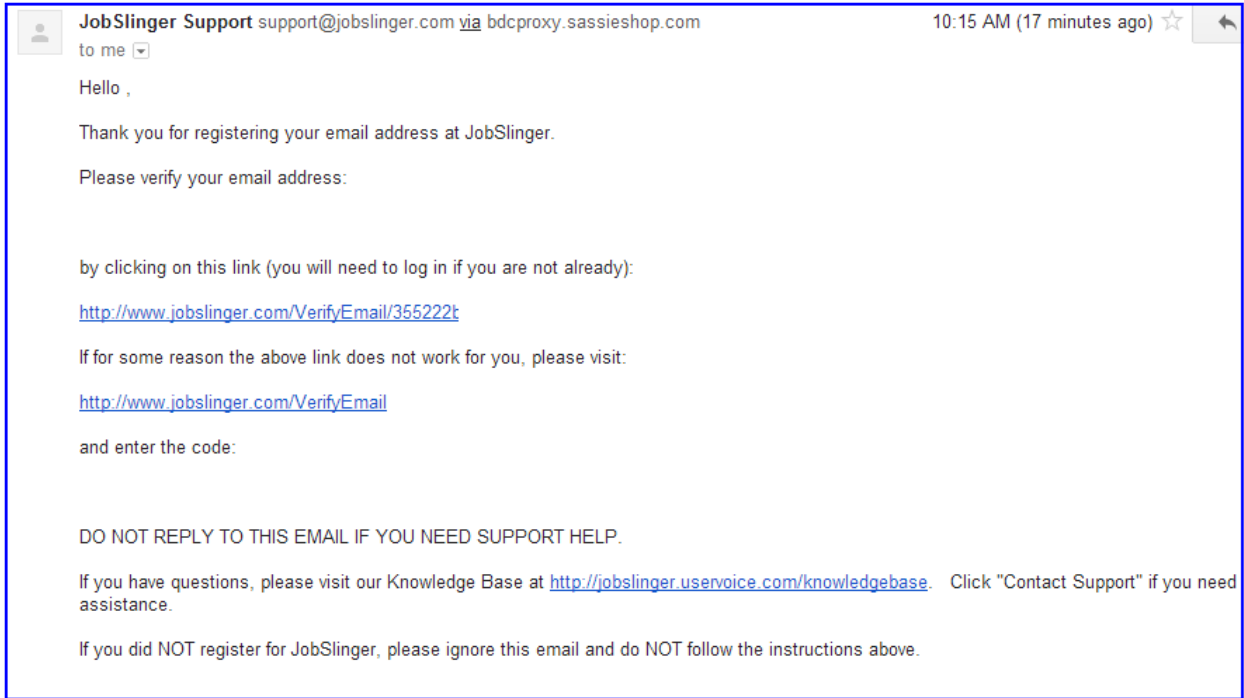 JobSlinger Support support@jobslinger.com via bdcproxy.sassieshop.com 10:15 AM (17 minutes ago)
to me
Hello ,
Thank you for registering your email address at JobSlinger.
Please verify your email address:
by clicking on this link (you will need to log in if you are not already):
http://www.jobslinger.com/VerifyEmail/355222b
If for some reason the above link does not work for you, please visit:
http://www.jobslinger.com/VerifyEmail
and enter the code:
DO NOT REPLY TO THIS EMAIL IF YOU NEED SUPPORT HELP.
If you have questions, please visit our Knowledge Base at http://jobslinger.uservoice.com/knowledgebase. Click "Contact Support" if you need
assistance.
If you did NOT register for JobSlinger, please ignore this email and do NOT follow the instructions above.